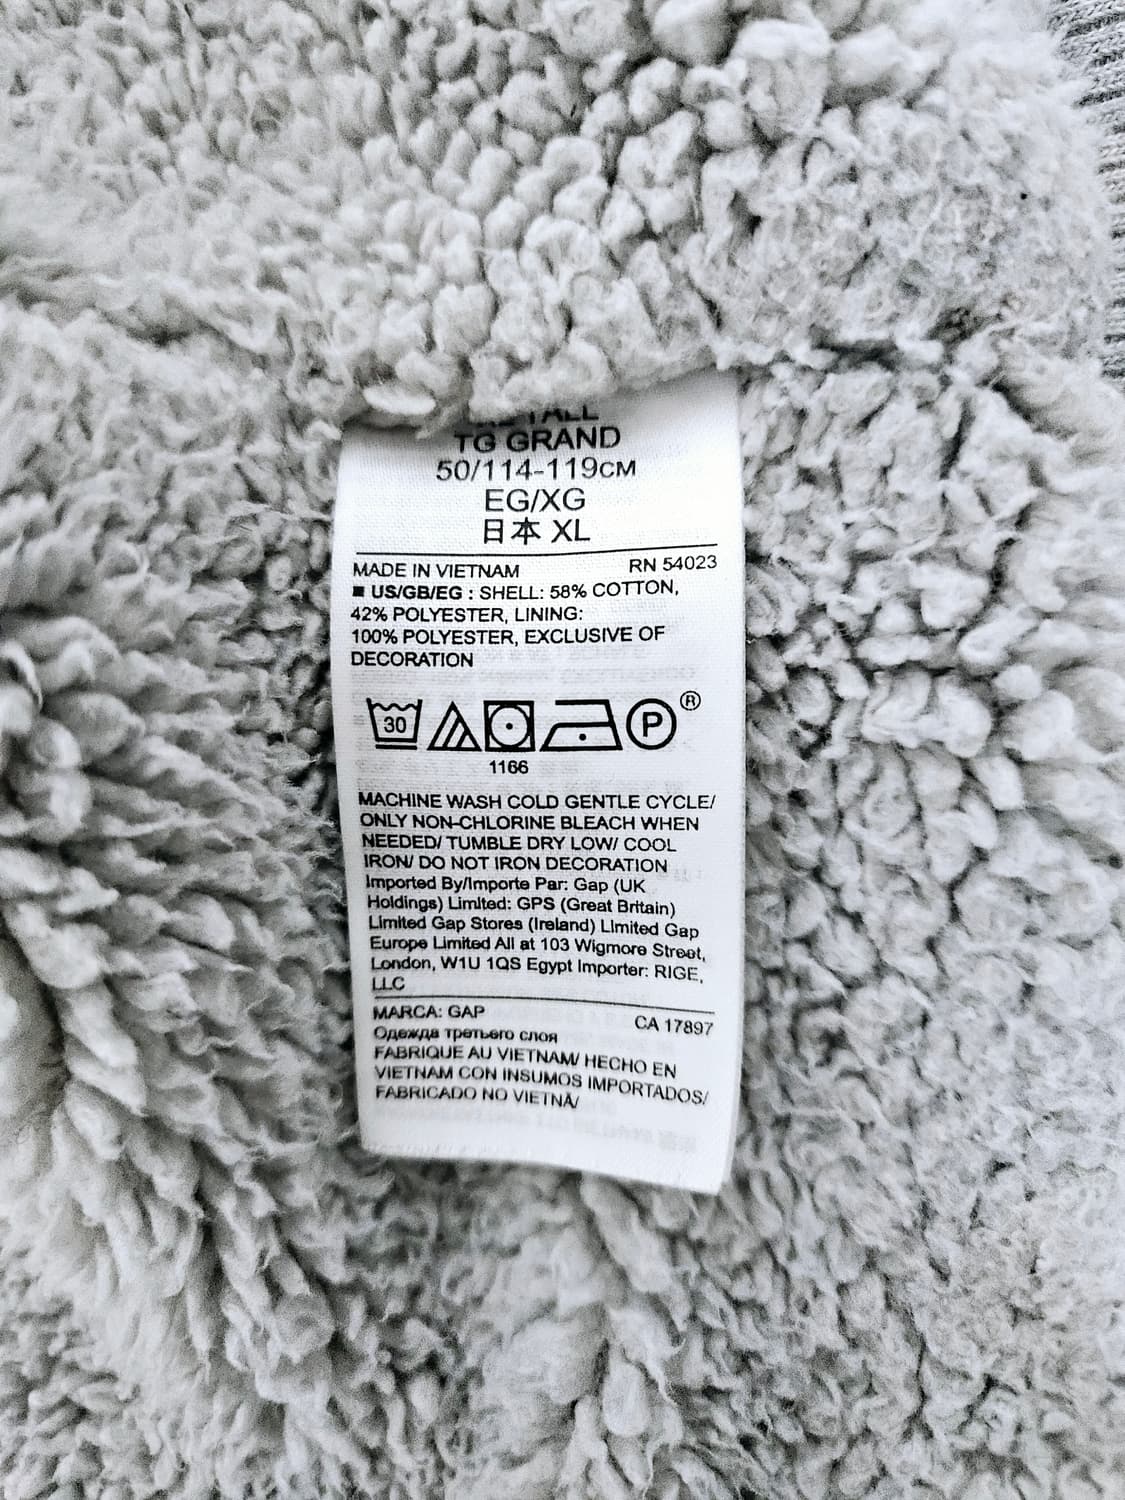 TALL
TG GRAND
50/114-119CM
EG/XG
日本 XL
MADE IN VIETNAM RN 54023
■ US/GB/EG : SHELL: 58% COTTON,
42% POLYESTER, LINING:
100% POLYESTER, EXCLUSIVE OF
DECORATION
30 P ®
1166
MACHINE WASH COLD GENTLE CYCLE/
ONLY NON-CHLORINE BLEACH WHEN
NEEDED/ TUMBLE DRY LOW/ COOL
IRON/ DO NOT IRON DECORATION
Imported By/Importe Par: Gap (UK
Holdings) Limited: GPS (Great Britain)
Limited Gap Stores (Ireland) Limited Gap
Europe Limited All at 103 Wigmore Street,
London, W1U 1QS Egypt Importer: RIGE,
LLC
MARCA: GAP CA 17897
Одежда третьего слоя
FABRIQUE AU VIETNAM/ HECHO EN
VIETNAM CON INSUMOS IMPORTADOS/
FABRICADO NO VIETNÃ/